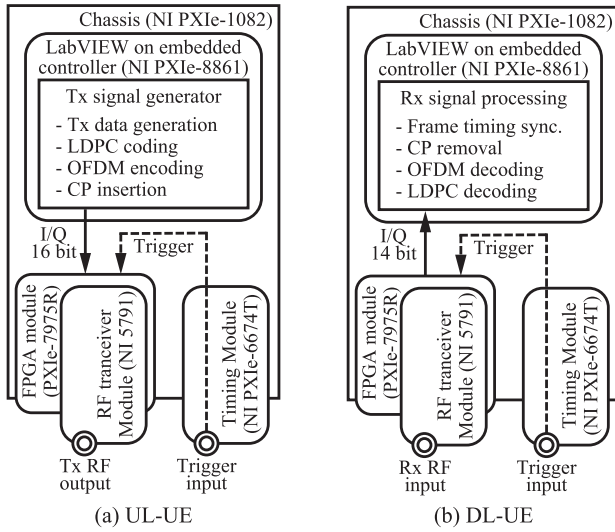 Chassis (NI PXIe-1082)
LabVIEW on embedded
controller (NI PXIe-8861)
Tx signal generator
- Tx data generation
- LDPC coding
- OFDM encoding
- CP insertion
I/Q
16 bit
Trigger
FPGA module
(PXIe-7975R)
RF tranceiver
Module (NI 5791)
Timing Module
(NI PXIe-6674T)
Tx RF
output
Trigger
input
(a) UL-UE
Chassis (NI PXIe-1082)
LabVIEW on embedded
controller (NI PXIe-8861)
Rx signal processing
- Frame timing sync.
- CP removal
- OFDM decoding
- LDPC decoding
I/Q
14 bit
Trigger
FPGA module
(PXIe-7975R)
RF tranceiver
Module (NI 5791)
Timing Module
(NI PXIe-6674T)
Rx RF
input
Trigger
input
(b) DL-UE